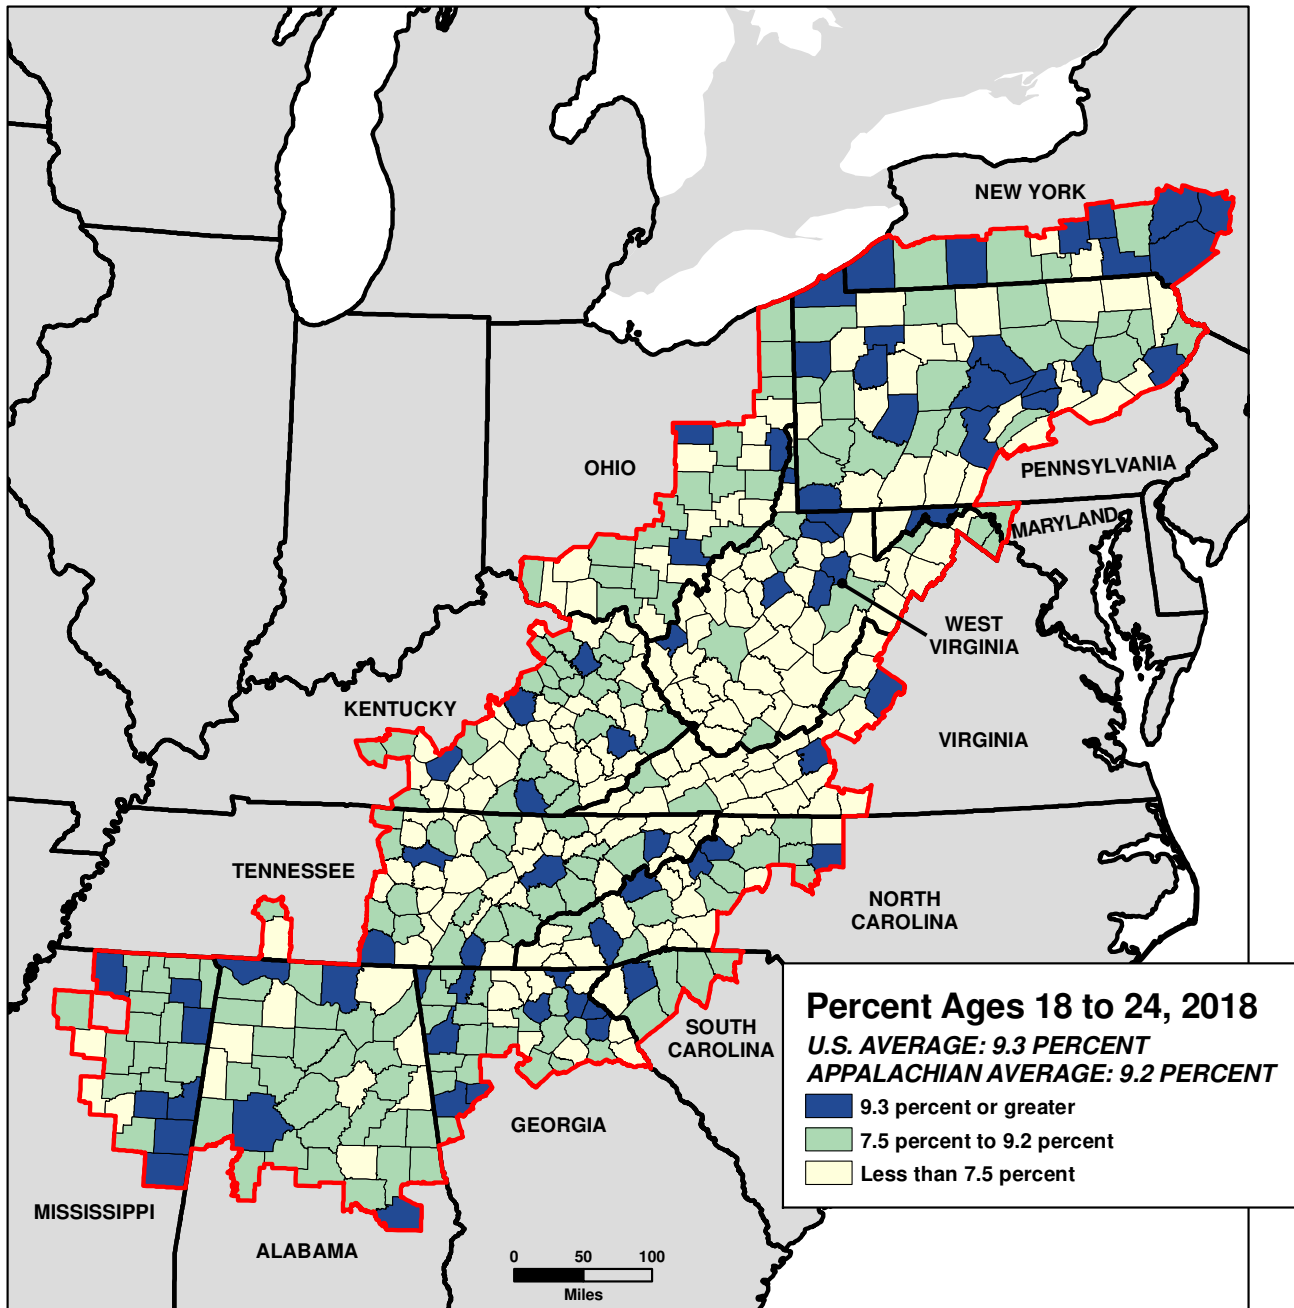 NEW YORK
OHIO
PENNSYLVANIA
MARYLAND
WEST
VIRGINIA
KENTUCKY
VIRGINIA
TENNESSEE
NORTH
CAROLINA
SOUTH
CAROLINA
GEORGIA
MISSISSIPPI
ALABAMA
Percent Ages 18 to 24, 2018
U.S. AVERAGE: 9.3 PERCENT
APPALACHIAN AVERAGE: 9.2 PERCENT
9.3 percent or greater
7.5 percent to 9.2 percent
Less than 7.5 percent
0 50 100
Miles